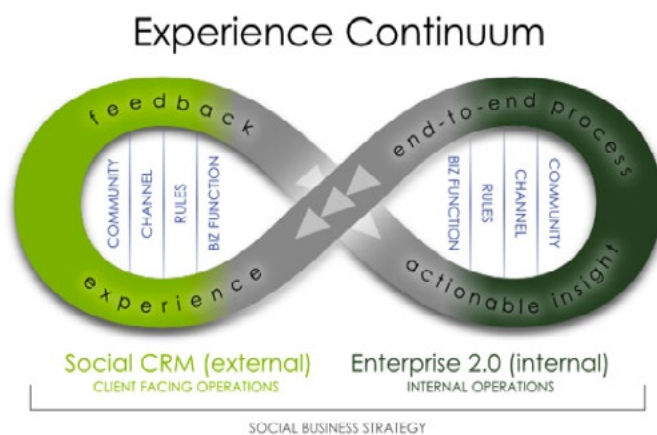 Experience Continuum
feedback
end-to-end process
COMMUNITY
CHANNEL
RULES
BIZ FUNCTION
BIZ FUNCTION
RULES
CHANNEL
COMMUNITY
experience
actionable insight
Social CRM (external)
CLIENT FACING OPERATIONS
Enterprise 2.0 (internal)
INTERNAL OPERATIONS
SOCIAL BUSINESS STRATEGY